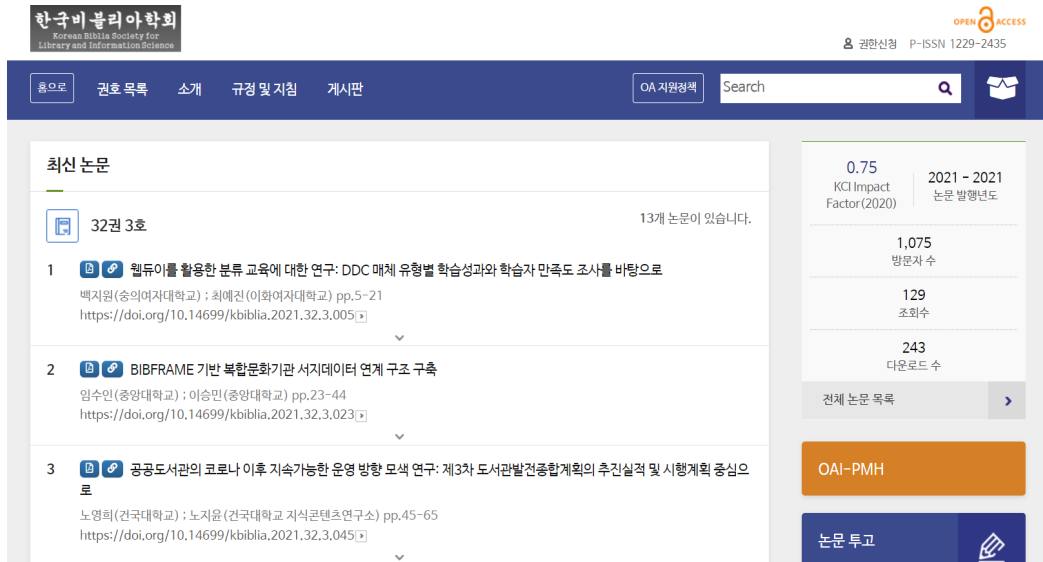 한국비블리아학회
Korean Biblia Society for
Library and Information Science
OPEN ACCESS
권한신청 P-ISSN 1229-2435
홈으로 권호 목록 소개 규정 및 지침 게시판 OA 지원정책 Search
최신 논문
32권 3호
13개 논문이 있습니다.
1 웹듀이를 활용한 분류 교육에 대한 연구: DDC 매체 유형별 학습성과와 학습자 만족도 조사를 바탕으로
백지원(숭의여자대학교) ; 최예진(이화여자대학교) pp.5-21
https://doi.org/10.14699/kbiblia.2021.32.3.005
2 BIBFRAME 기반 복합문화기관 서지데이터 연계 구조 구축
임수인(중앙대학교) ; 이승민(중앙대학교) pp.23-44
https://doi.org/10.14699/kbiblia.2021.32.3.023
3 공공도서관의 코로나 이후 지속가능한 운영 방향 모색 연구: 제3차 도서관발전종합계획의 추진실적 및 시행계획 중심으
로
노영희(건국대학교) ; 노지윤(건국대학교 지식콘텐츠연구소) pp.45-65
https://doi.org/10.14699/kbiblia.2021.32.3.045
0.75
KCI Impact
Factor(2020)
2021 - 2021
논문 발행년도
1,075
방문자 수
129
조회수
243
다운로드 수
전체 논문 목록
OAI-PMH
논문 투고